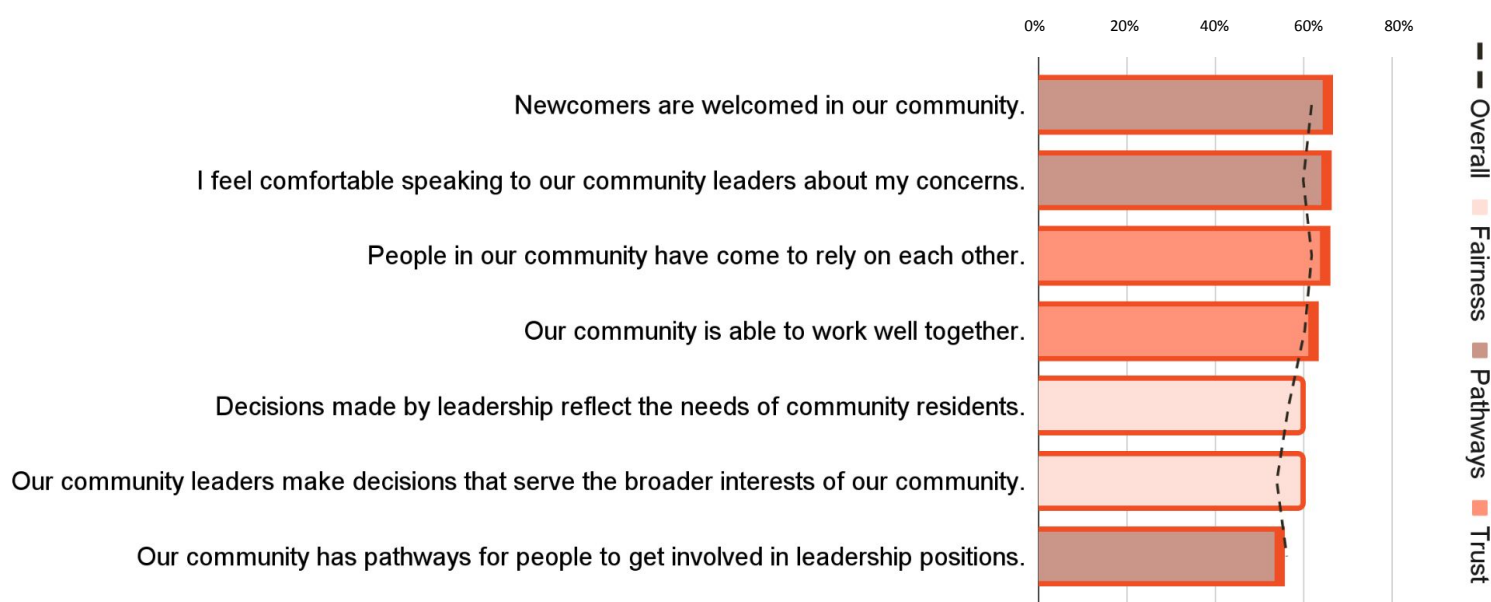 0% 20% 40% 60% 80%
Newcomers are welcomed in our community.
I feel comfortable speaking to our community leaders about my concerns.
People in our community have come to rely on each other.
Our community is able to work well together.
Decisions made by leadership reflect the needs of community residents.
Our community leaders make decisions that serve the broader interests of our community.
Our community has pathways for people to get involved in leadership positions.
Overall Fairness Pathways Trust